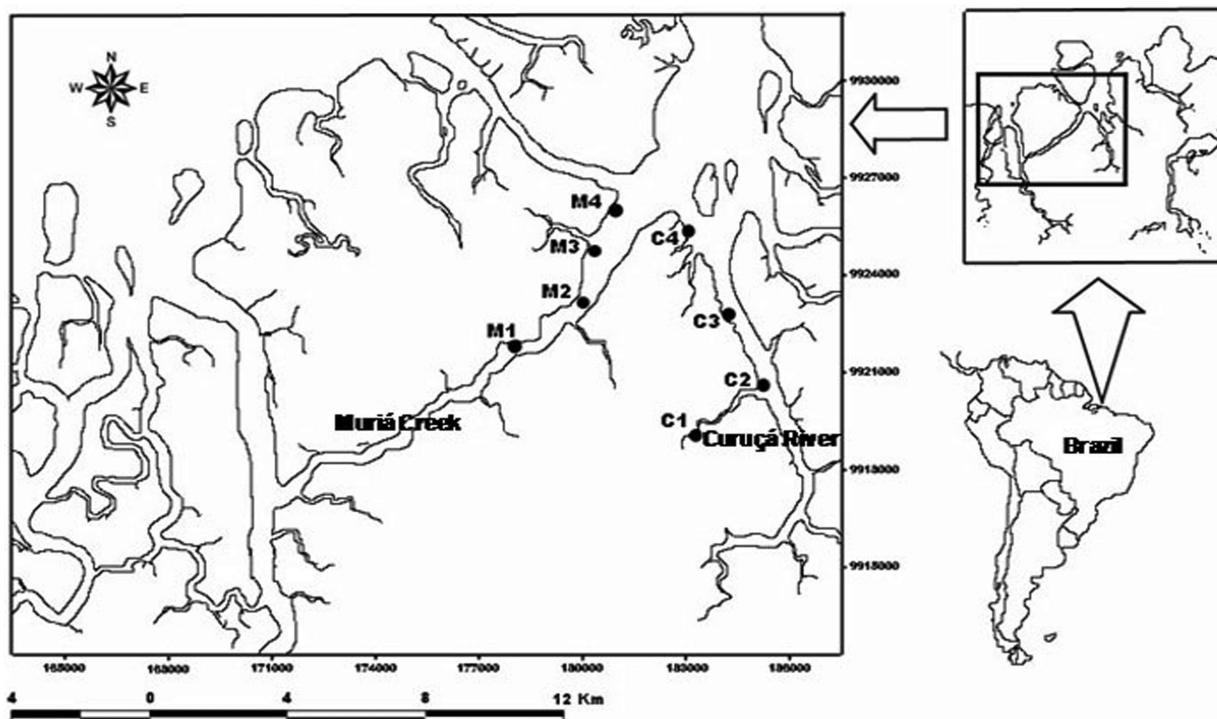 N
W E
S
M4
M3
M2
M1
C4
C3
C2
C1
Muriá Creek
Curuçá River
Brazil
9930000
9927000
9924000
9921000
9918000
9915000
165000 168000 171000 174000 177000 180000 183000 186000
4 0 4 8 12 Km